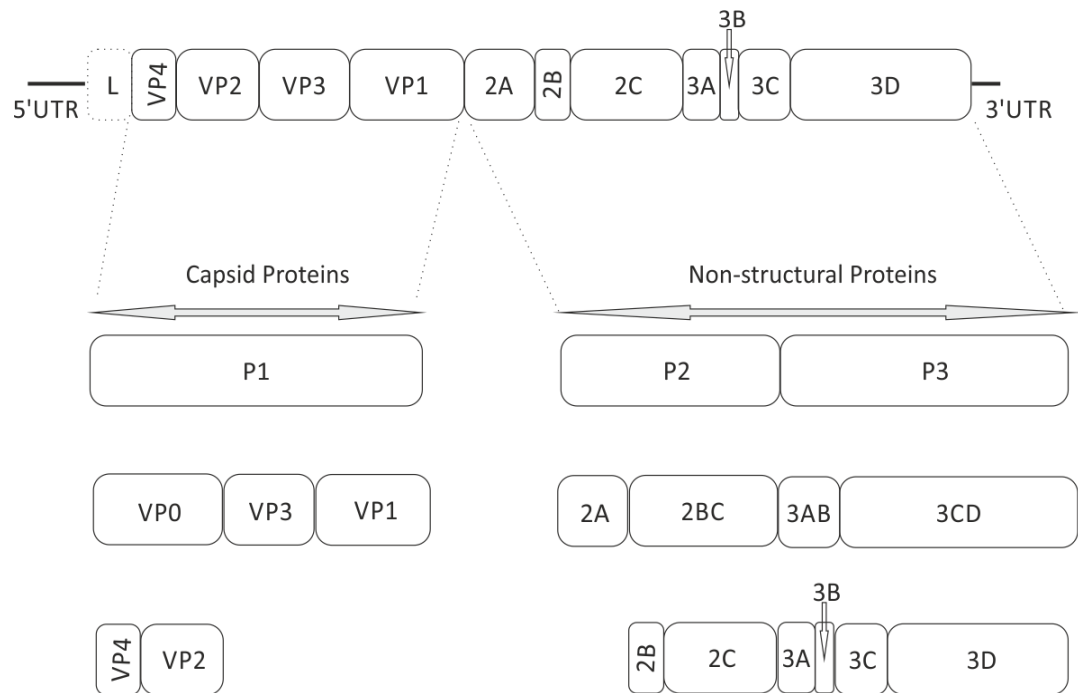 3B
L VP4 VP2 VP3 VP1 2A 2B 2C 3A 3C 3D
5'UTR 3'UTR
Capsid Proteins Non-structural Proteins
P1 P2 P3
VP0 VP3 VP1 2A 2BC 3AB 3CD
3B
VP4 VP2 2B 2C 3A 3C 3D